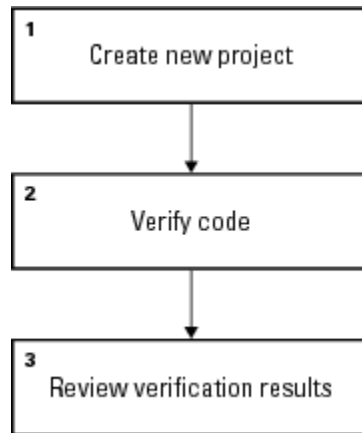 1
Create new project
2
Verify code
3
Review verification results